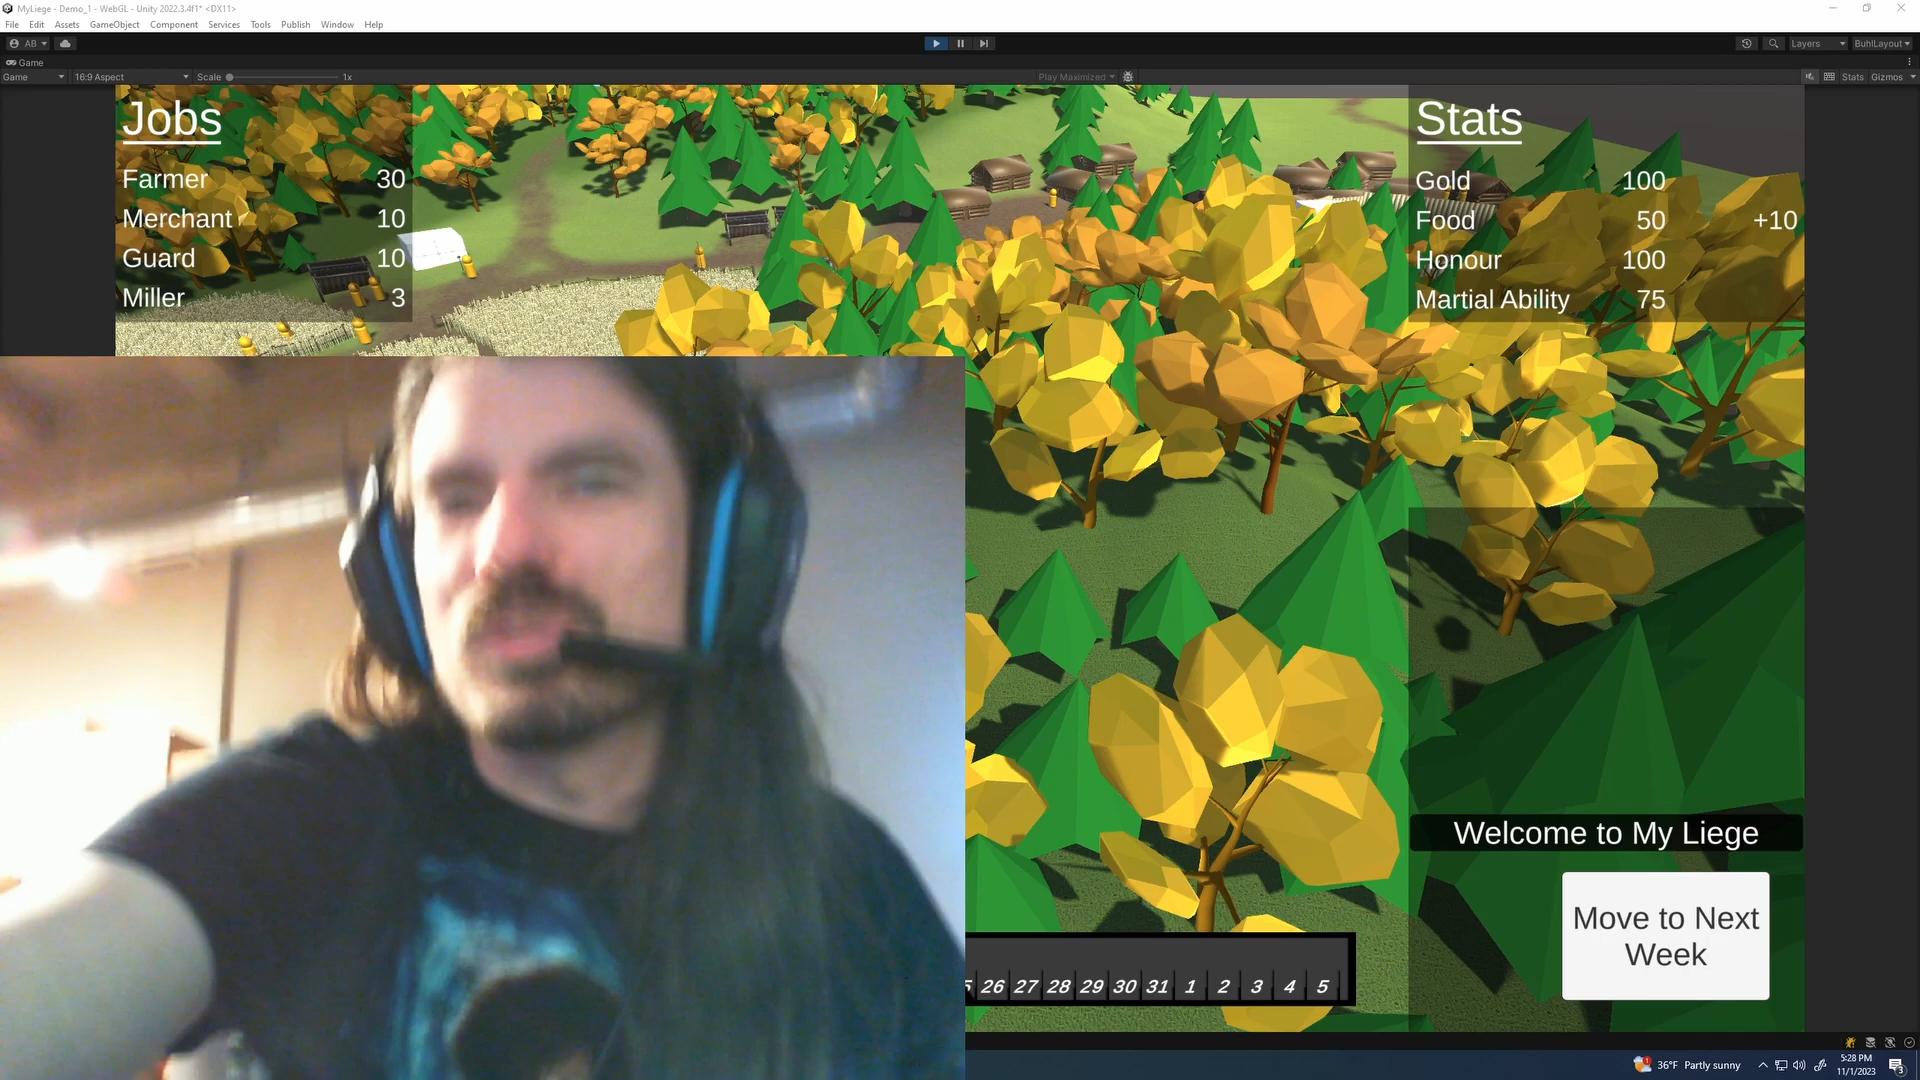 MyLiege - Demo_1 - WebGL - Unity 2022.3.4f1* <DX11>
File Edit Assets GameObject Component Services Tools Publish Window Help
AB Layers BuhlLayout
Game
Game 16:9 Aspect Scale 1x Play Maximized Stats Gizmos
Jobs
Farmer 30
Merchant 10
Guard 10
Miller 3
Stats
Gold 100
Food 50 +10
Honour 100
Martial Ability 75
Welcome to My Liege
Move to Next
Week
26 27 28 29 30 31 1 2 3 4 5
1 36°F Partly sunny 5:28 PM
11/1/2023 3